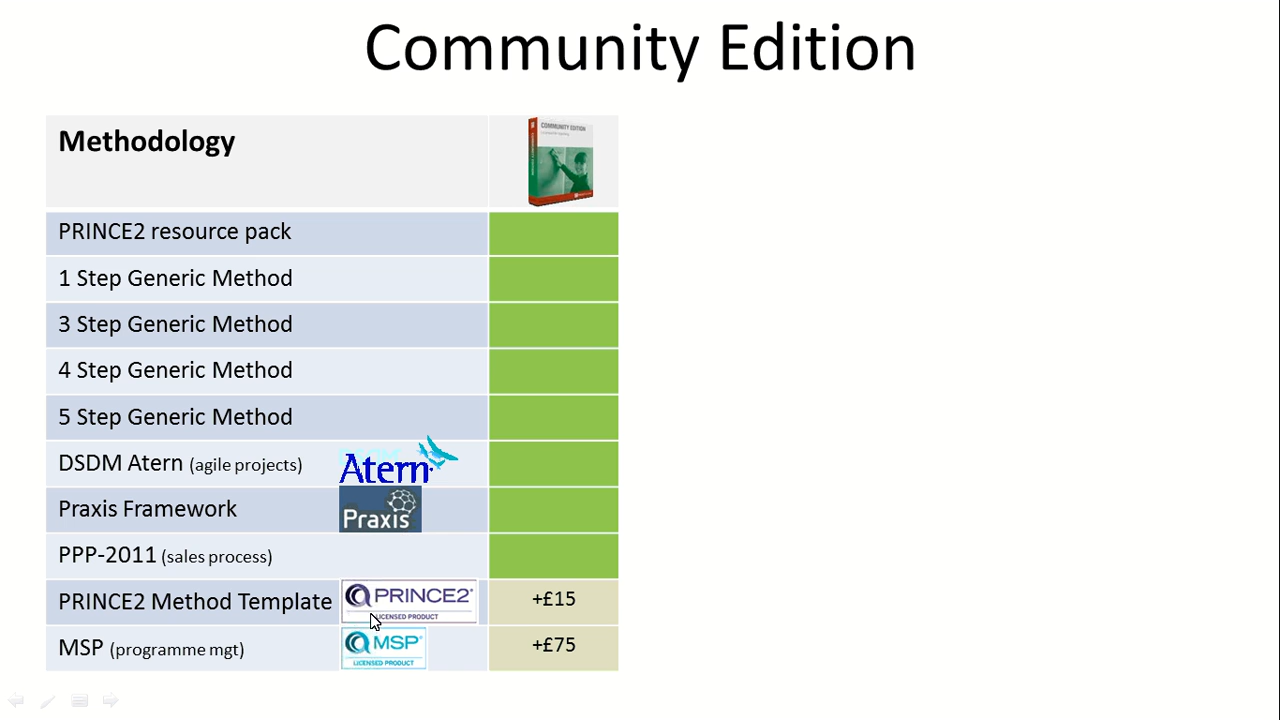 Community Edition
Methodology
COMMUNITY EDITION
PRINCE2 resource pack
1 Step Generic Method
3 Step Generic Method
4 Step Generic Method
5 Step Generic Method
DSDM Atern (agile projects)
Atern
Praxis Framework
Praxis
PPP-2011 (sales process)
PRINCE2 Method Template
PRINCE2®
LICENSED PRODUCT
+£15
MSP (programme mgt)
MSP®
LICENSED PRODUCT
+£75